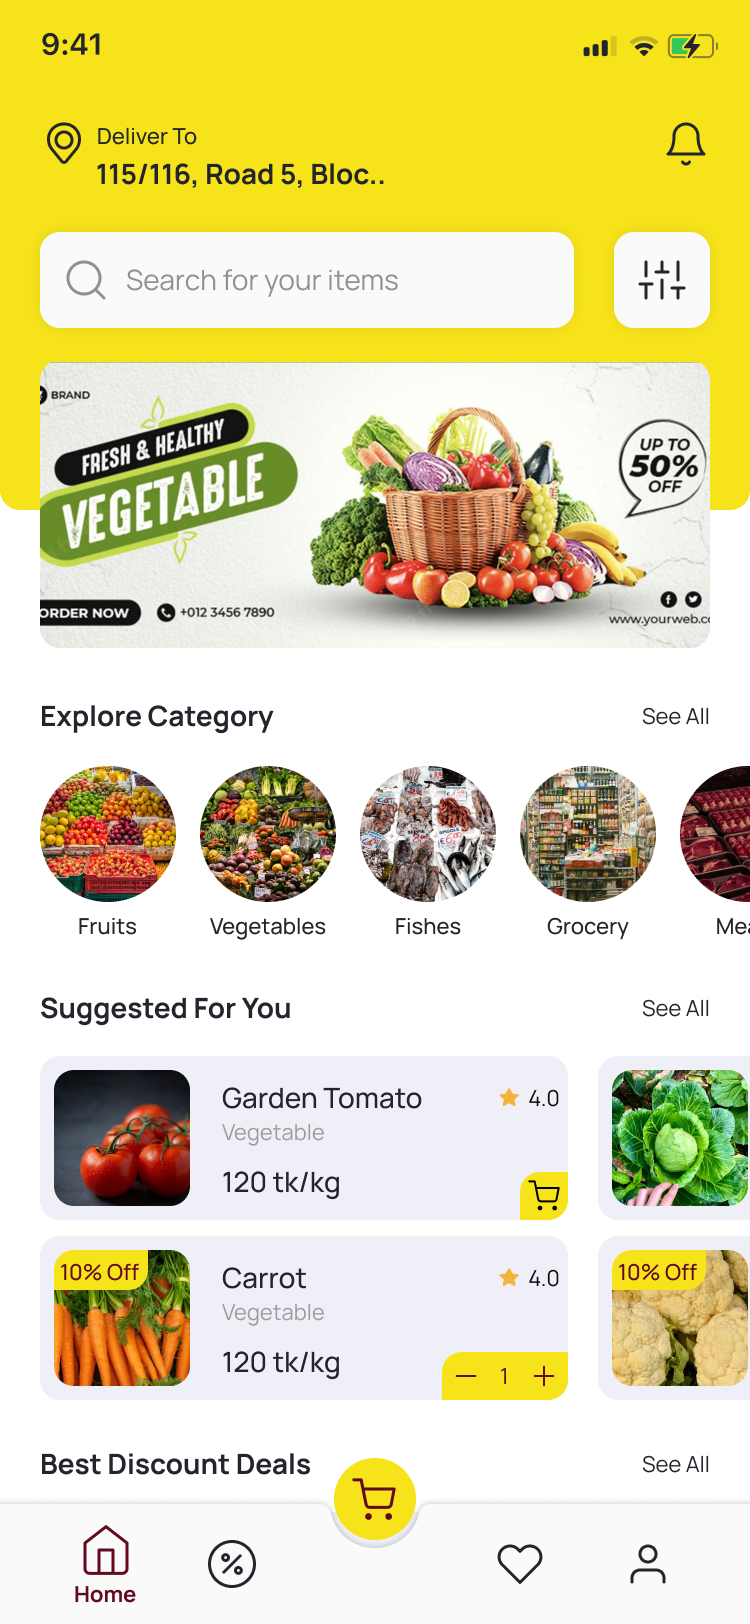 9:41
Deliver To
115/116, Road 5, Bloc..
Search for your items
BRAND
FRESH & HEALTHY
VEGETABLE
UP TO
50%
OFF
ORDER NOW
+012 3456 7890
www.yourweb.c
Explore Category
See All
Fruits
Vegetables
Fishes
Grocery
Mea
Suggested For You
See All
Garden Tomato
4.0
Vegetable
120 tk/kg
10% Off
Carrot
4.0
Vegetable
120 tk/kg
1
10% Off
Best Discount Deals
See All
Home